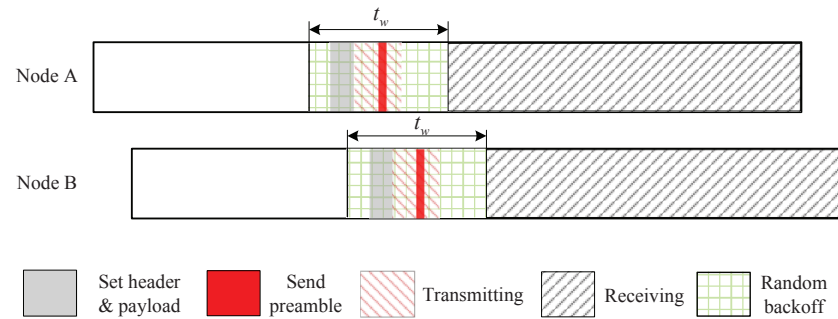 t_w
Node A
t_w
Node B
Set header
& payload
Send
preamble
Transmitting
Receiving
Random
backoff